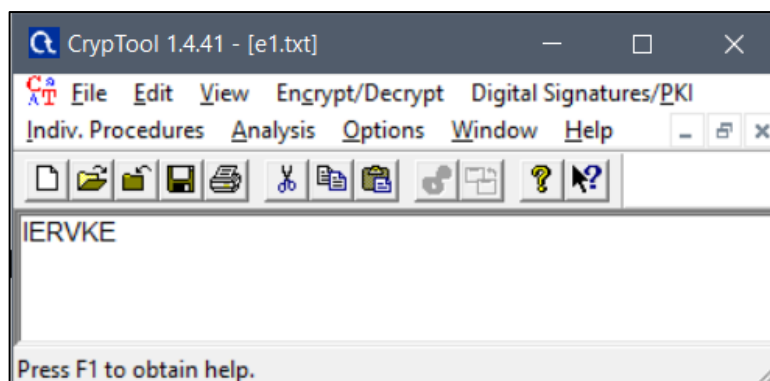 CrypTool 1.4.41 - [e1.txt]
File Edit View Encrypt/Decrypt Digital Signatures/PKI
Indiv. Procedures Analysis Options Window Help
IERVKE
Press F1 to obtain help.